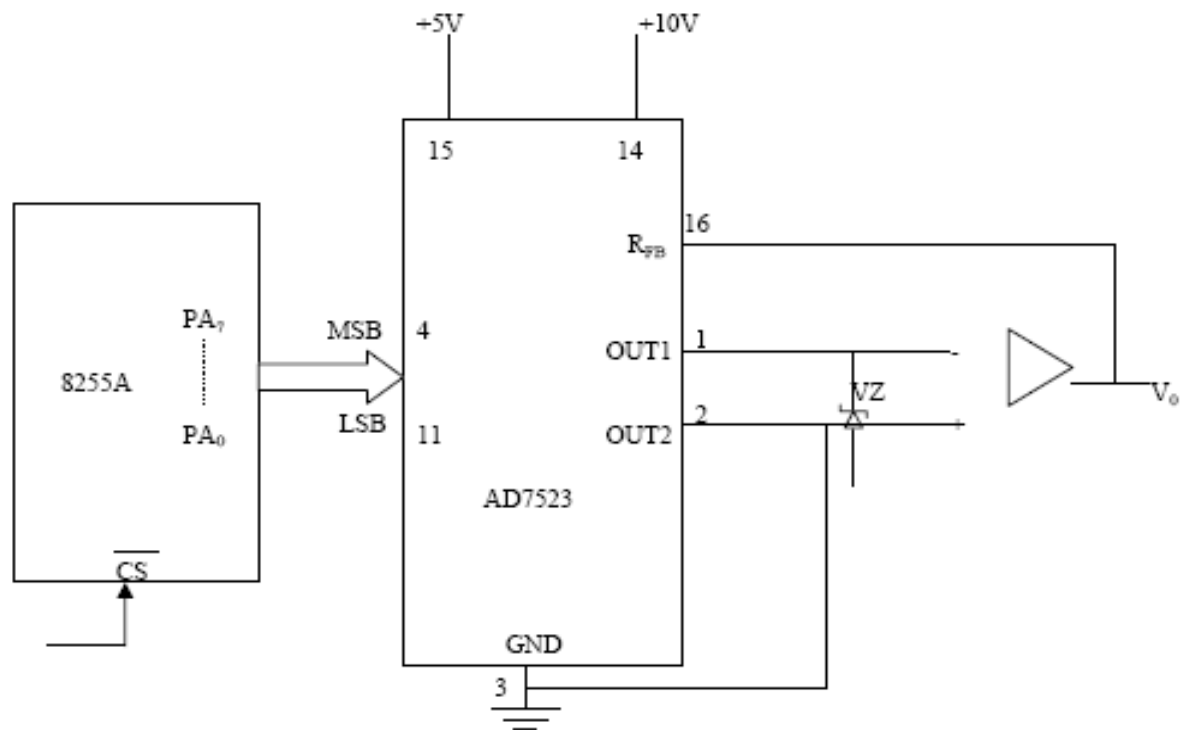 +5V
+10V
15
14
16
R_FB
PA₇
MSB
4
OUT1
1
-
8255A
VZ
V₀
LSB
2
+
PA₀
11
OUT2
AD7523
CS
GND
3